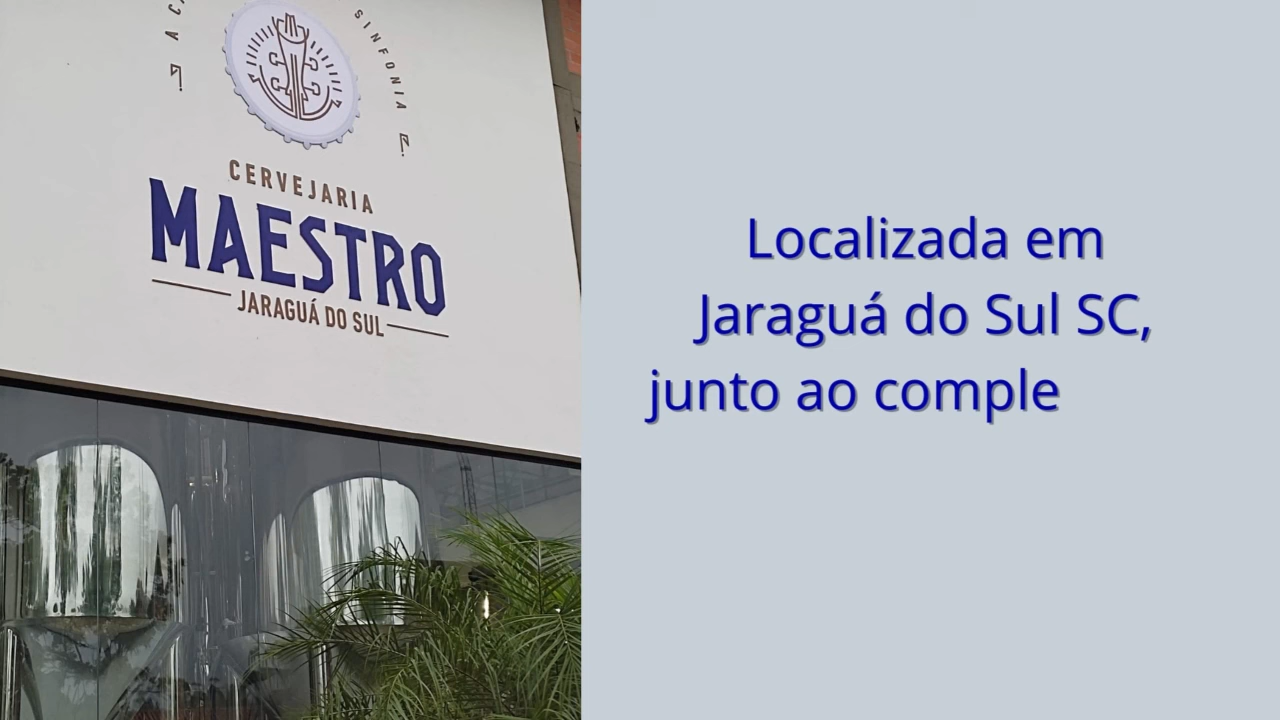 SINFONIA
CERVEJARIA
MAESTRO
JARAGUÁ DO SUL
Localizada em
Jaraguá do Sul SC,
junto ao comple